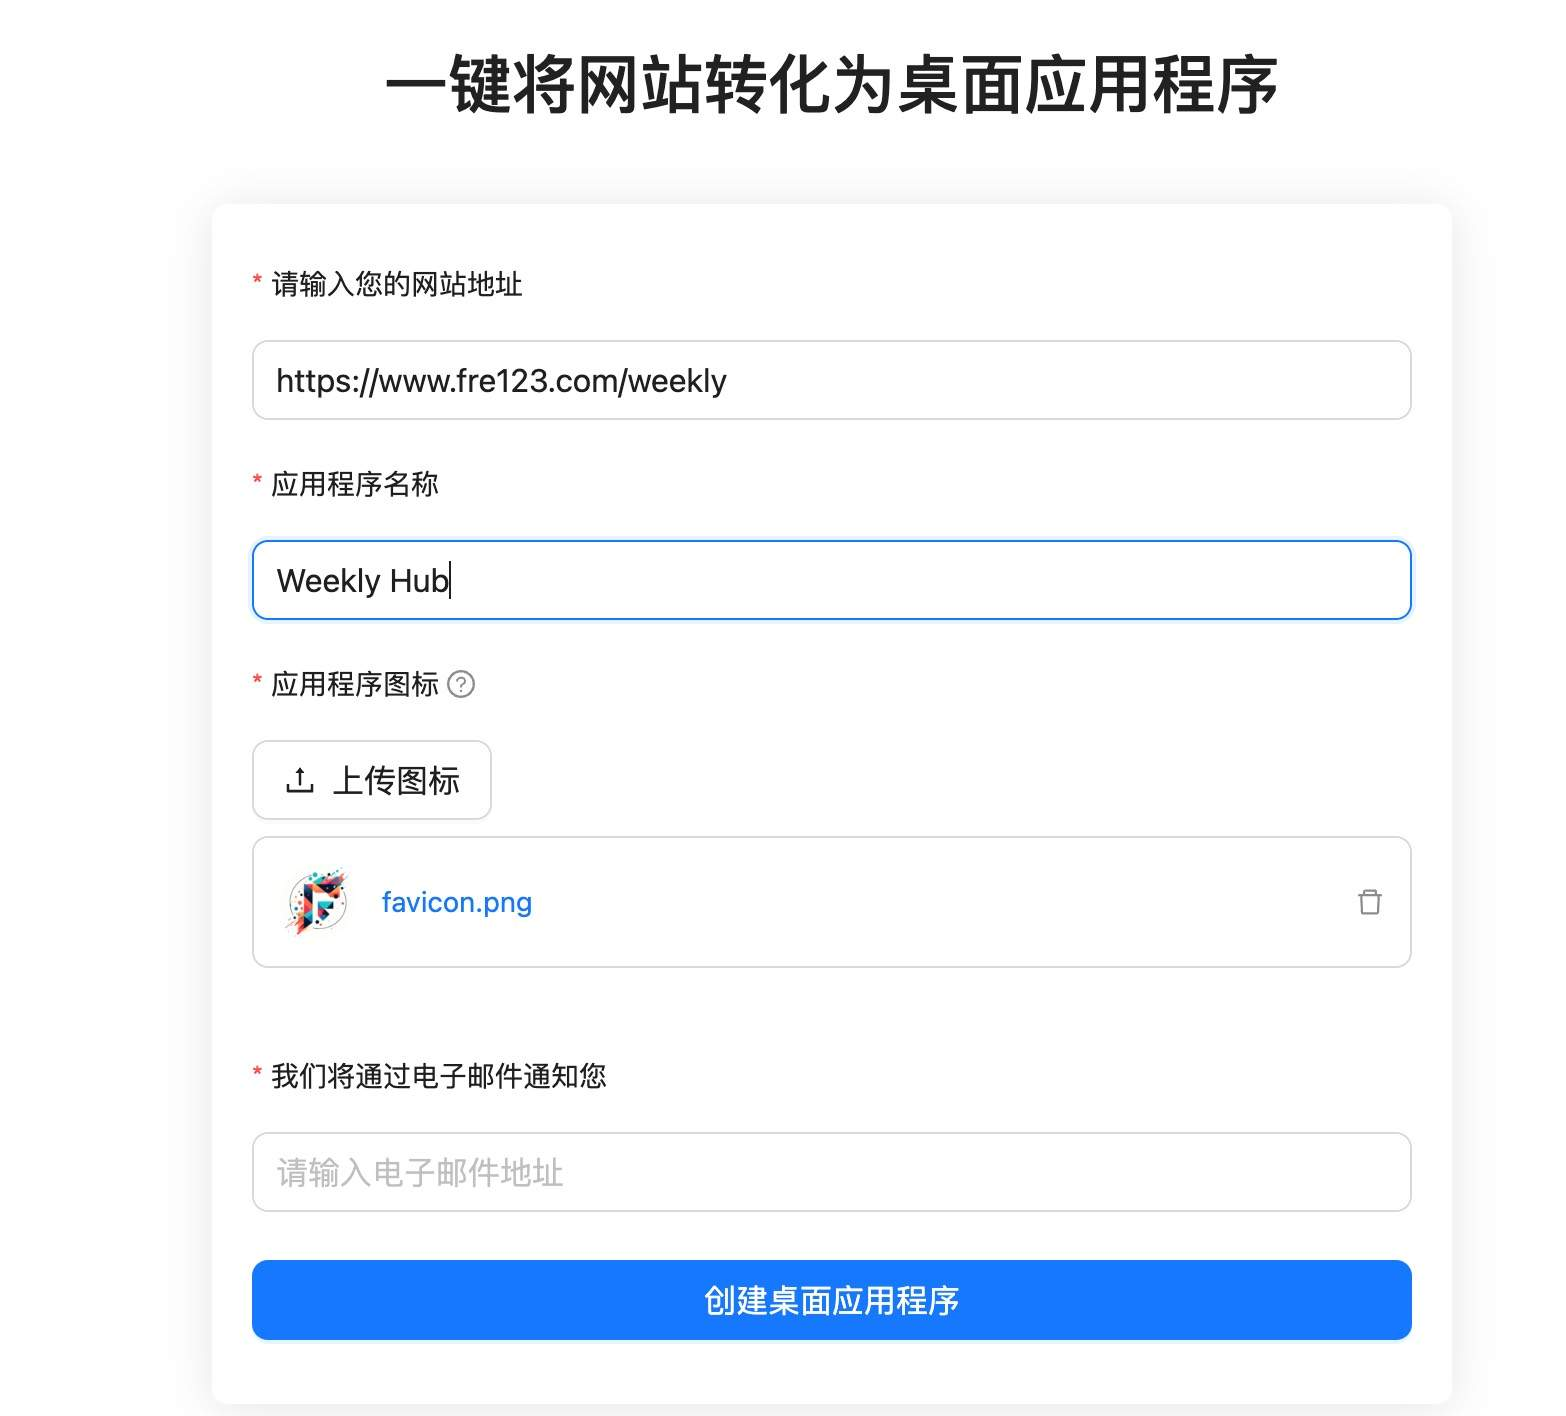 一键将网站转化为桌面应用程序
* 请输入您的网站地址
https://www.fre123.com/weekly
* 应用程序名称
Weekly Hub
* 应用程序图标 ?
上传图标
favicon.png
* 我们将通过电子邮件通知您
请输入电子邮件地址
创建桌面应用程序